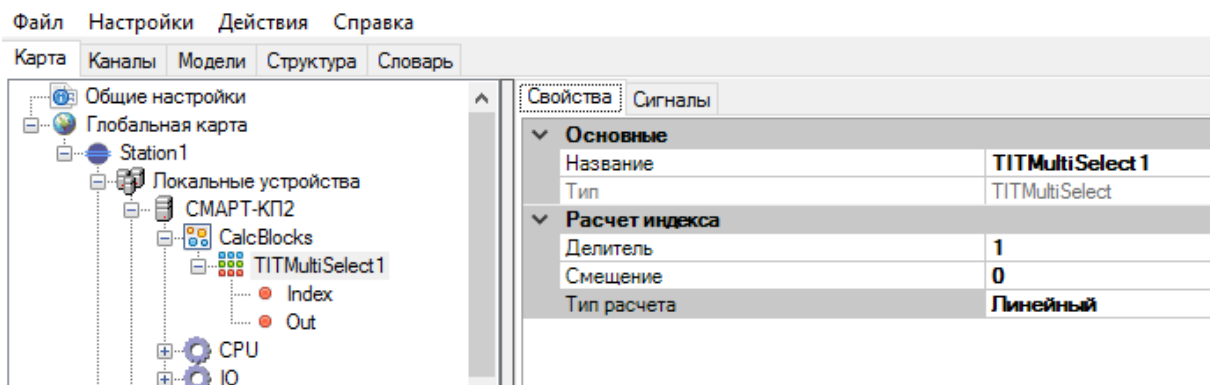 Файл Настройки Действия Справка
Карта Каналы Модели Структура Словарь
Общие настройки
Глобальная карта
Station1
Локальные устройства
СМАРТ-КП2
CalcBlocks
TITMultiSelect1
Index
Out
CPU
IO
Свойства Сигналы
Основные
Название TITMultiSelect1
Тип TITMultiSelect
Расчет индекса
Делитель 1
Смещение 0
Тип расчета Линейный